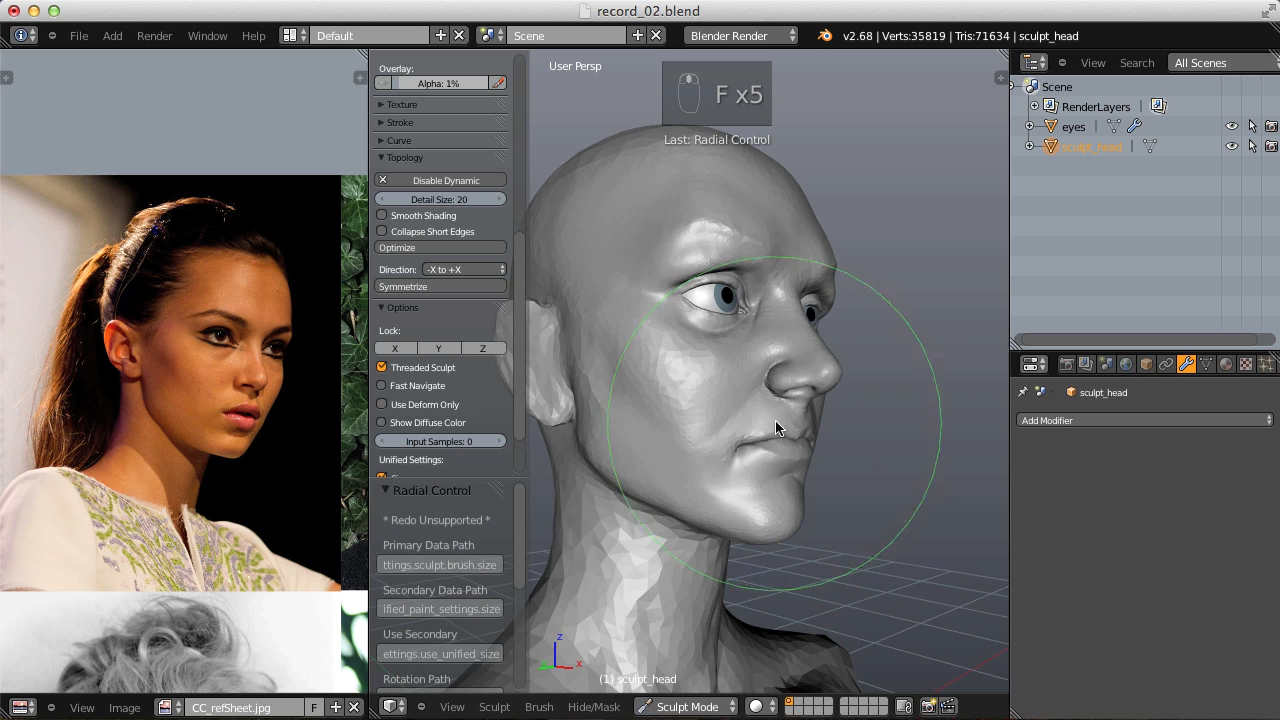 record_02.blend
File Add Render Window Help Default Scene Blender Render v2.68 | Verts:35819 | Tris:71634 | sculpt_head
Overlay:
Alpha: 1%
Texture
Stroke
Curve
Topology
Disable Dynamic
Detail Size: 20
Smooth Shading
Collapse Short Edges
Optimize
Direction: -X to +X
Symmetrize
Options
Lock:
X Y Z
Threaded Sculpt
Fast Navigate
Use Deform Only
Show Diffuse Color
Input Samples: 0
Unified Settings:
Radial Control
* Redo Unsupported *
Primary Data Path
ttings.sculpt.brush.size
Secondary Data Path
ified_paint_settings.size
Use Secondary
ettings.use_unified_size
Rotation Path
User Persp
F x5
Last: Radial Control
z
x
(1) sculpt_head
View Search All Scenes
Scene
RenderLayers |
eyes |
sculpt_head |
sculpt_head
Add Modifier
View Image CC_refSheet.jpg F
View Sculpt Brush Hide/Mask Sculpt Mode